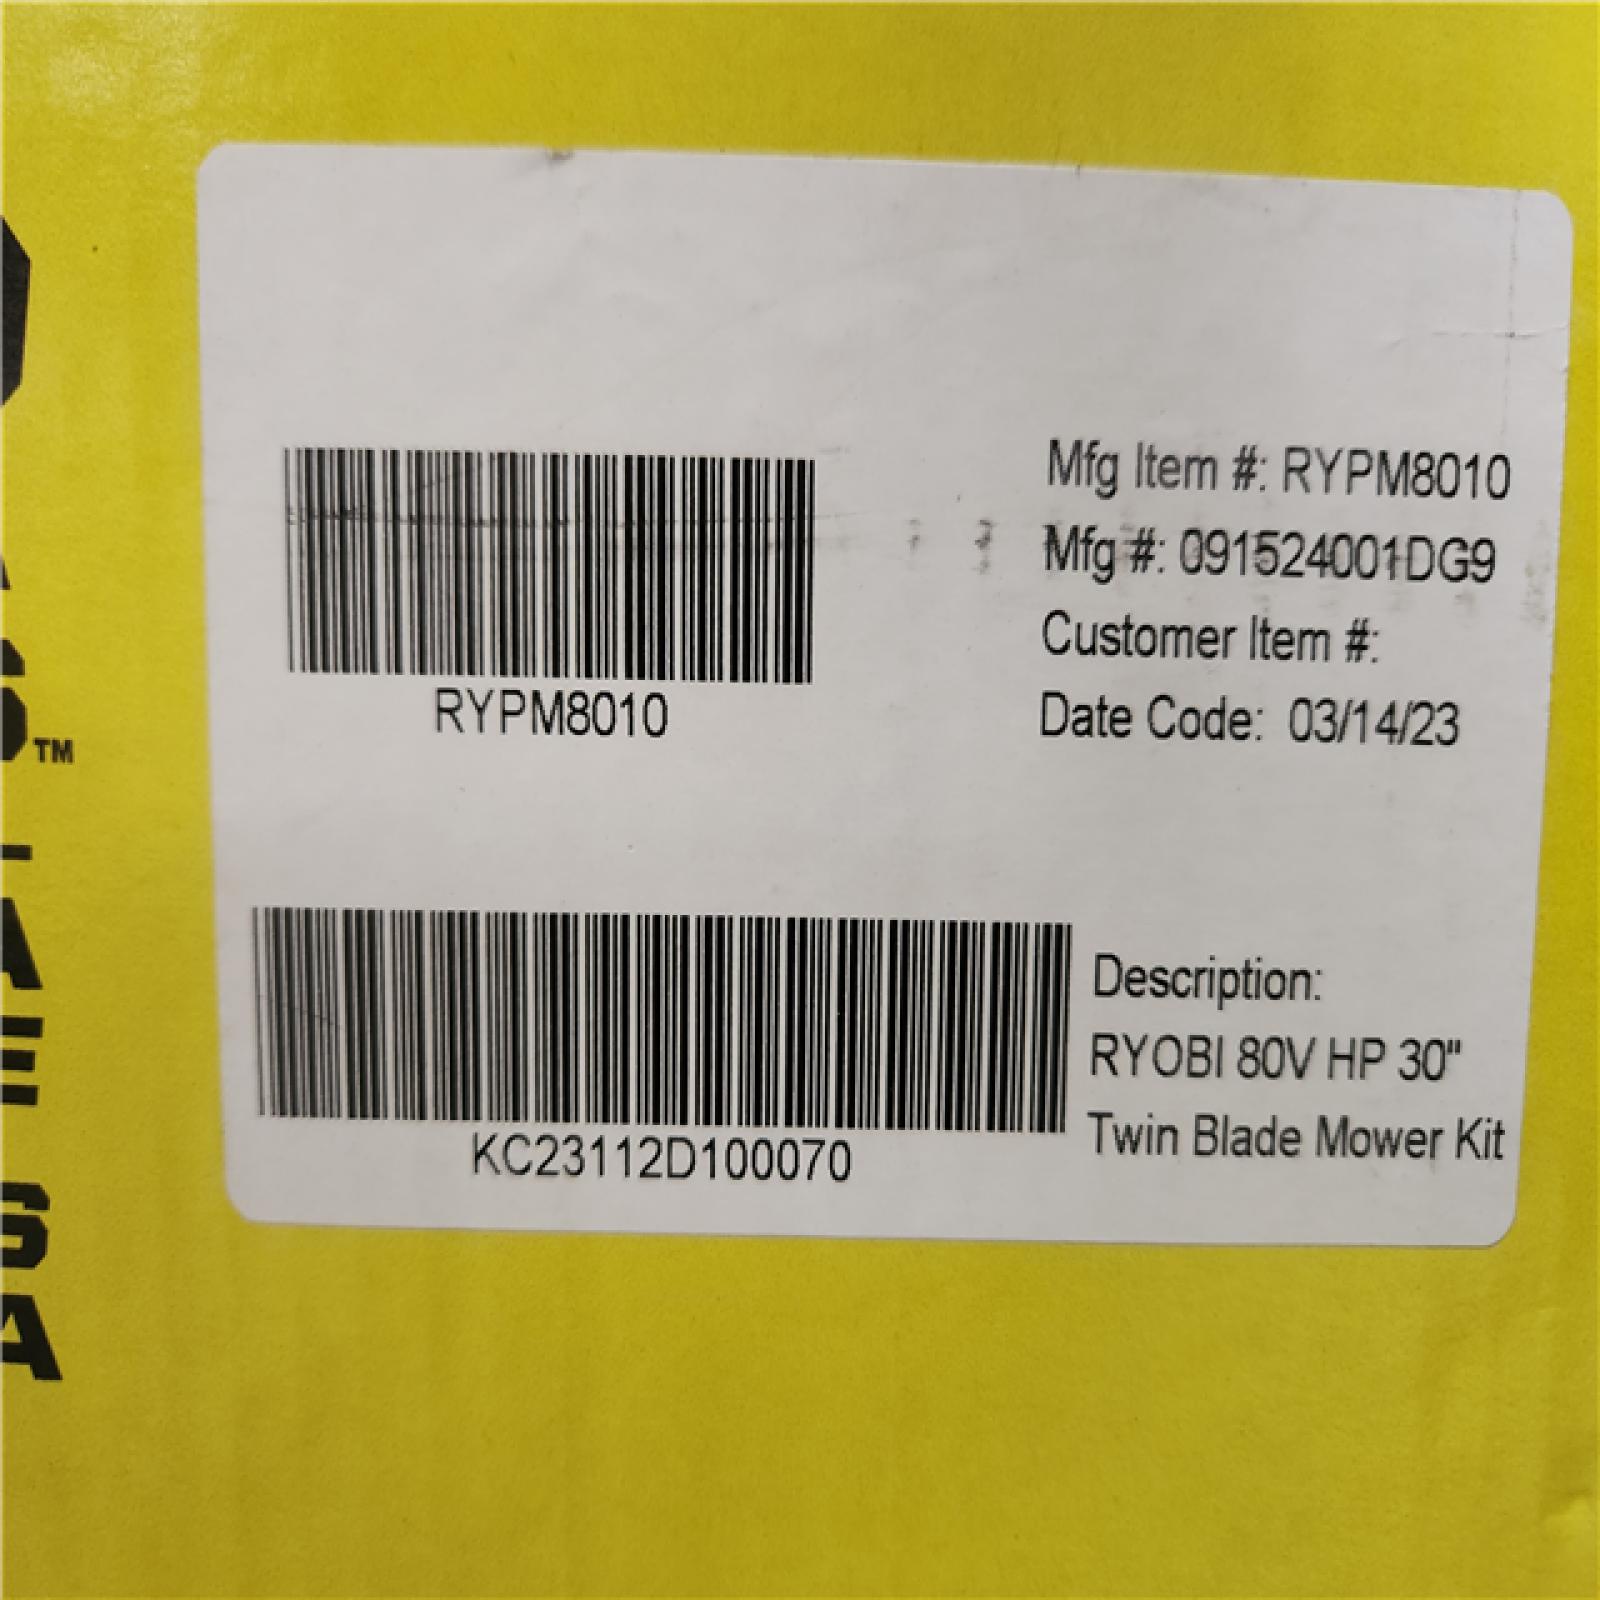 Mfg Item #: RYPM8010
Mfg #: 091524001DG9
Customer Item #:
Date Code: 03/14/23
RYPM8010
Description:
RYOBI 80V HP 30"
Twin Blade Mower Kit
KC23112D100070
TM